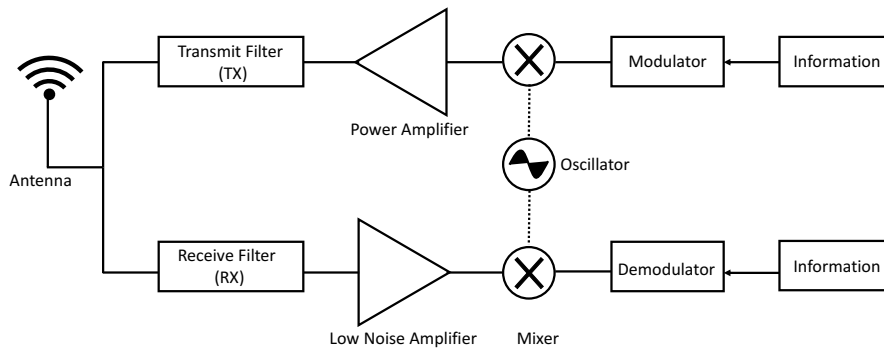 Transmit Filter
(TX)
Modulator
Information
Power Amplifier
Oscillator
Antenna
Receive Filter
(RX)
Demodulator
Information
Low Noise Amplifier
Mixer